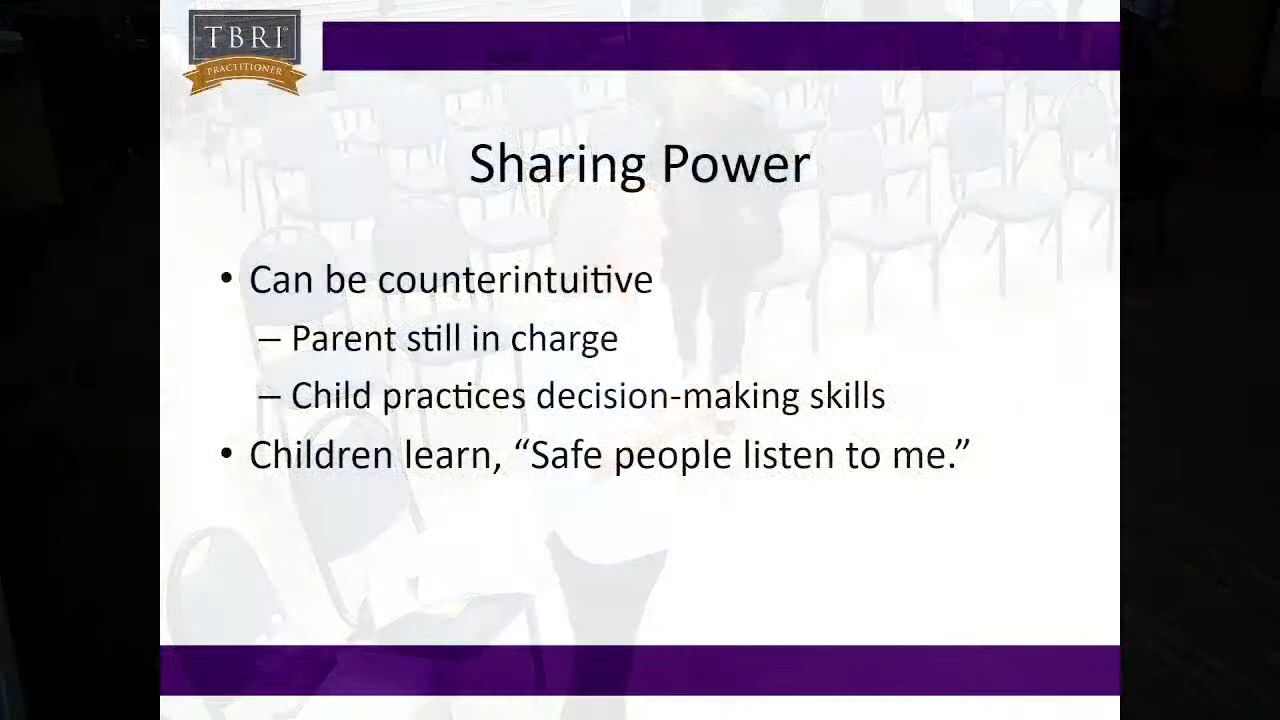 TBRI®
PRACTITIONER
Sharing Power
• Can be counterintuitive
– Parent still in charge
– Child practices decision-making skills
• Children learn, “Safe people listen to me.”